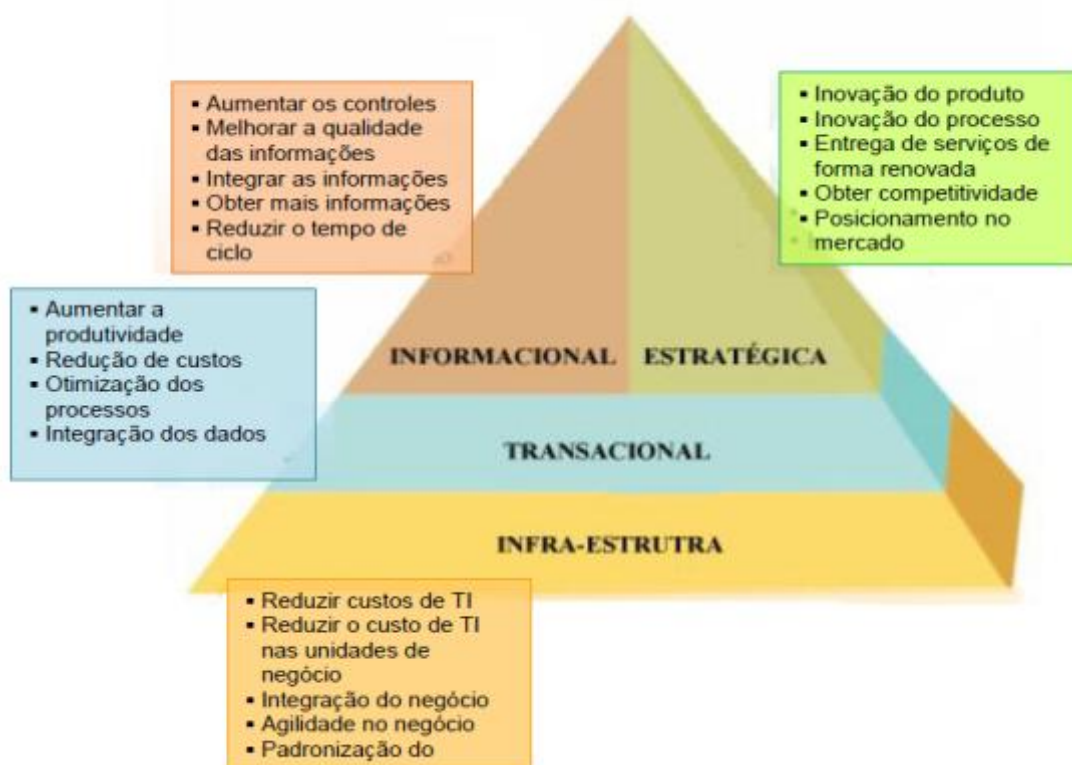 ▪ Aumentar os controles
▪ Melhorar a qualidade
das informações
▪ Integrar as informações
▪ Obter mais informações
▪ Reduzir o tempo de
ciclo
▪ Inovação do produto
▪ Inovação do processo
▪ Entrega de serviços de
forma renovada
▪ Obter competitividade
▪ Posicionamento no
mercado
▪ Aumentar a
produtividade
▪ Redução de custos
▪ Otimização dos
processos
▪ Integração dos dados
INFORMACIONAL ESTRATÉGICA
TRANSACIONAL
INFRA-ESTRUTRA
▪ Reduzir custos de TI
▪ Reduzir o custo de TI
nas unidades de
negócio
▪ Integração do negócio
▪ Agilidade no negócio
▪ Padronização do